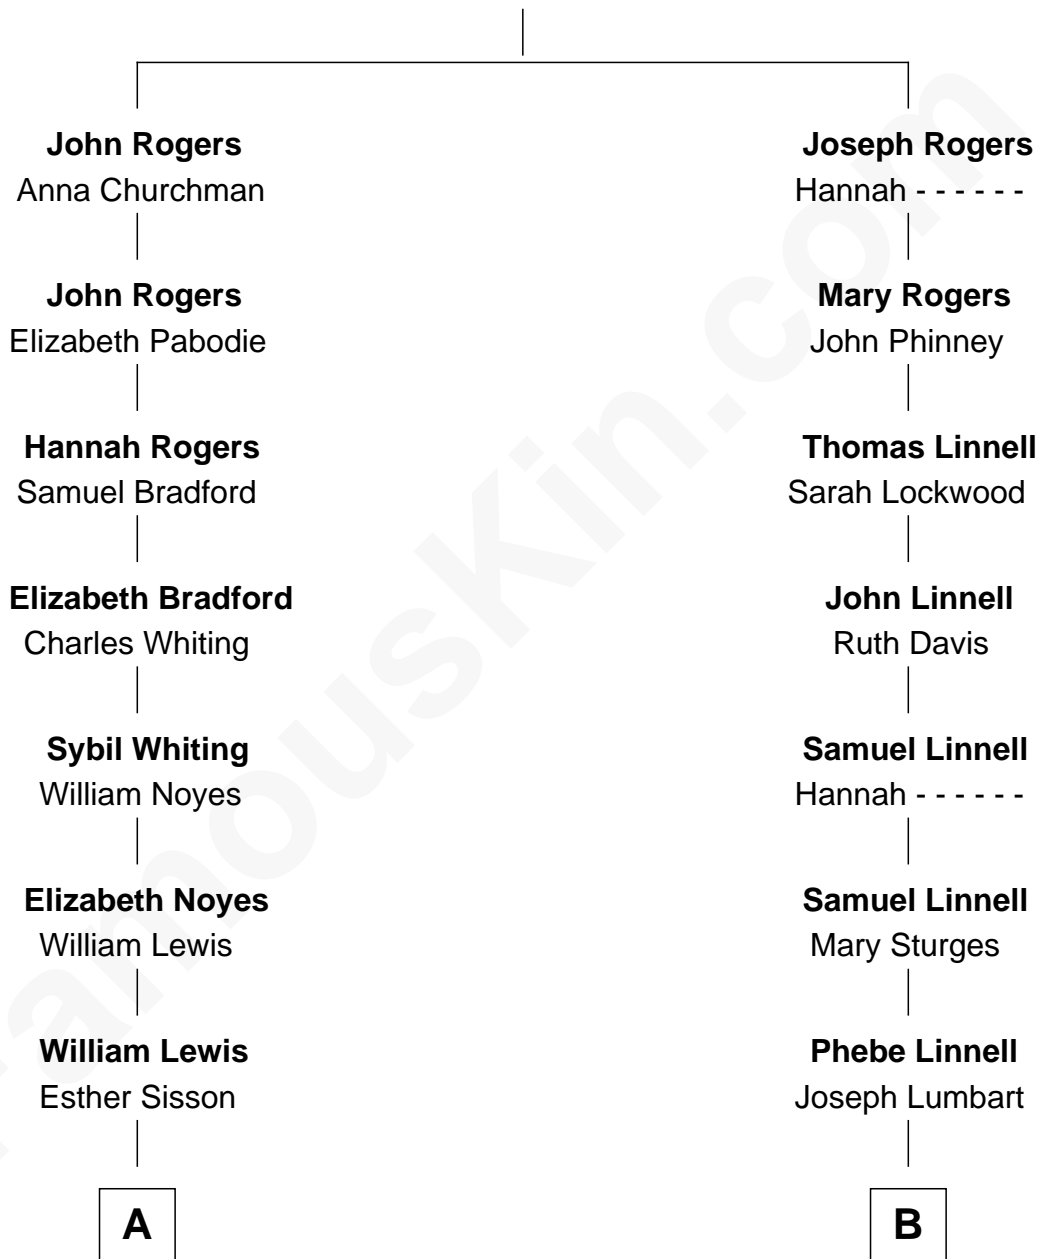 John Rogers
Anna Churchman
John Rogers
Elizabeth Pabodie
Hannah Rogers
Samuel Bradford
Elizabeth Bradford
Charles Whiting
Sybil Whiting
William Noyes
Elizabeth Noyes
William Lewis
William Lewis
Esther Sisson
A
Joseph Rogers
Hannah - - - - - -
Mary Rogers
John Phinney
Thomas Linnell
Sarah Lockwood
John Linnell
Ruth Davis
Samuel Linnell
Hannah - - - - - -
Samuel Linnell
Mary Sturges
Phebe Linnell
Joseph Lumbart
B
FamousKin.com